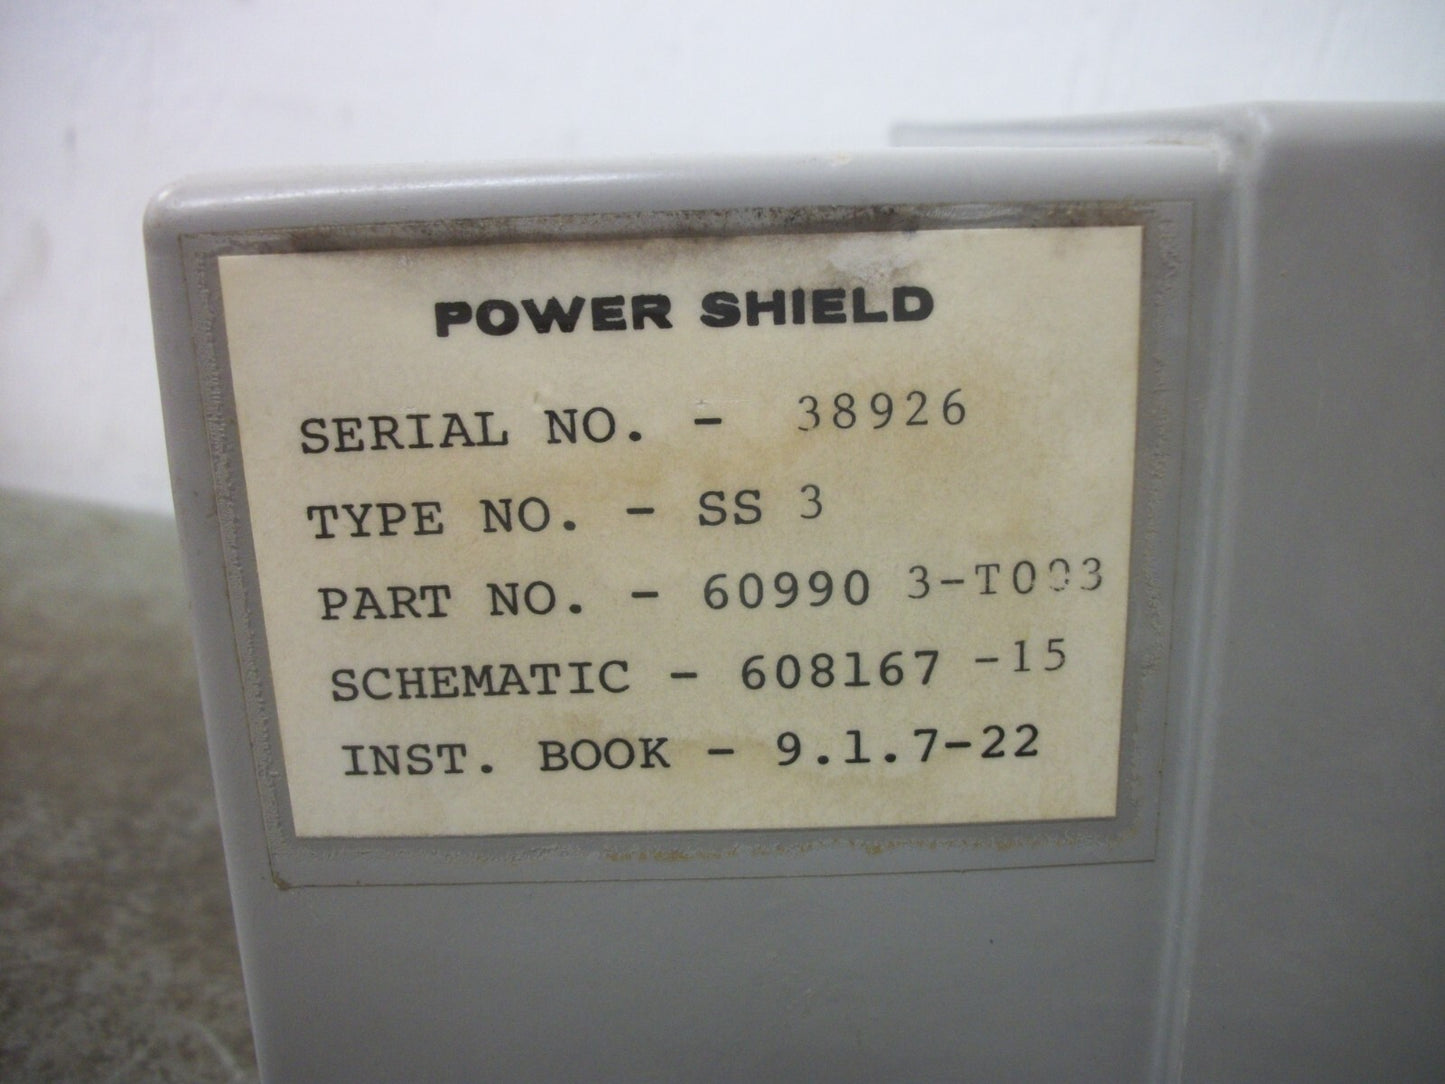 POWER SHIELD
SERIAL NO. - 38926
TYPE NO. - SS 3
PART NO. - 60990 3-T003
SCHEMATIC - 608167 -15
INST. BOOK - 9.1.7-22